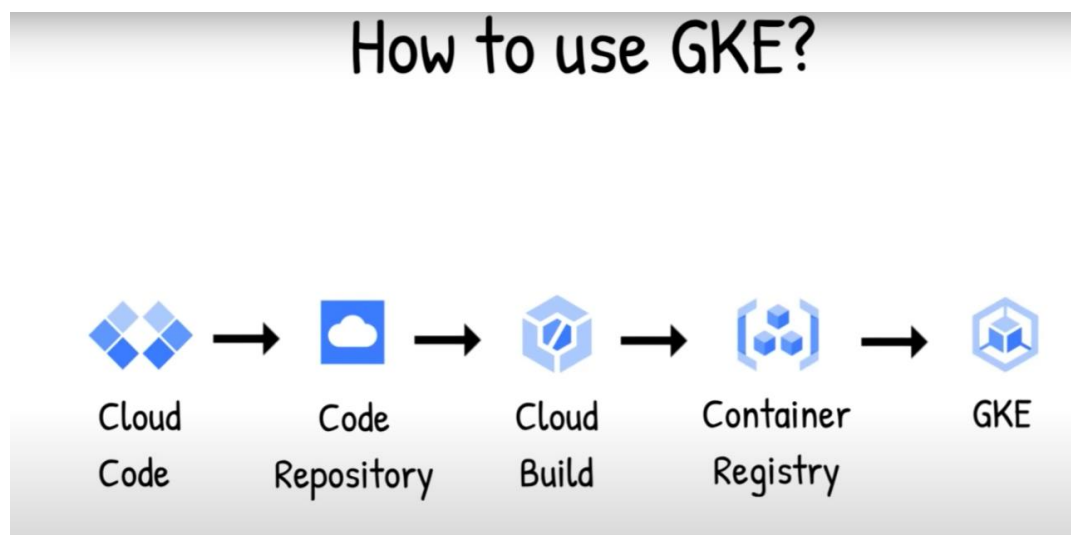 How to use GKE?
Cloud Code
Code Repository
Cloud Build
Container Registry
GKE